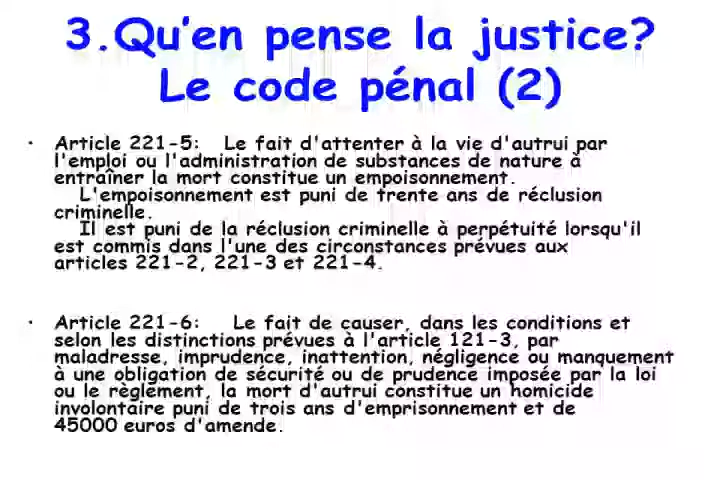 3.Qu'en pense la justice?
Le code pénal (2)
• Article 221-5: Le fait d'attenter à la vie d'autrui par
l'emploi ou l'administration de substances de nature à
entraîner la mort constitue un empoisonnement.
L'empoisonnement est puni de trente ans de réclusion
criminelle.
Il est puni de la réclusion criminelle à perpétuité lorsqu'il
est commis dans l'une des circonstances prévues aux
articles 221-2, 221-3 et 221-4.
• Article 221-6: Le fait de causer, dans les conditions et
selon les distinctions prévues à l'article 121-3, par
maladresse, imprudence, inattention, négligence ou manquement
à une obligation de sécurité ou de prudence imposée par la loi
ou le règlement, la mort d'autrui constitue un homicide
involontaire puni de trois ans d'emprisonnement et de
45000 euros d'amende.